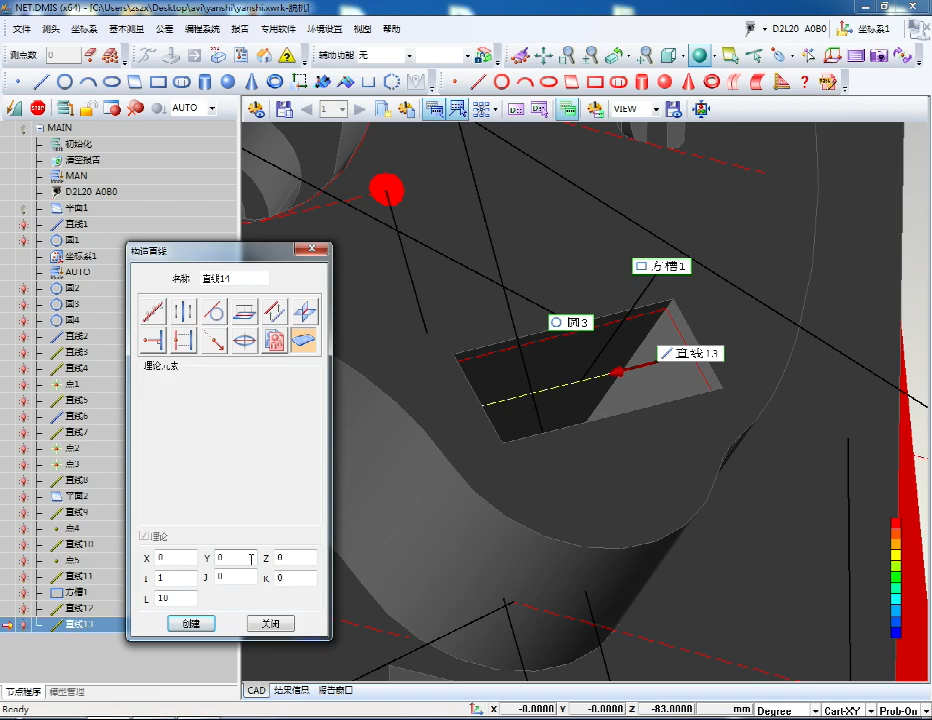 NET.DMIS (x64) - [C:\Users\zszx\Desktop\avi\yanshi\yanshi.xwrk-脱机]
文件 测头 坐标系 基本测量 公差 编程系统 报告 专用软件 环境设置 视图 帮助 D2L20 A0B0 坐标系1
测点数 0 辅助功能 无
AUTO 1 VIEW
MAIN
初始化
清空报告
MAN
D2L20 A0B0
平面1
直线1
圆1
坐标系1
AUTO
圆2
圆3
圆4
直线2
直线3
直线4
点1
直线5
直线6
直线7
点2
点3
直线8
平面2
直线9
点4
直线10
点5
直线11
方槽1
直线12
直线13
构造直线
名称 直线14
理论元素
理论
X 0 Y 0 Z 0
I 1 J 0 K 0
L 10
创建 关闭
方槽1
圆3
直线13
节点程序 模型管理
CAD 结果信息 报告窗口
Ready X -0.0000 Y -0.0000 Z -83.0000 mm Degree Cart-XY Prob-On